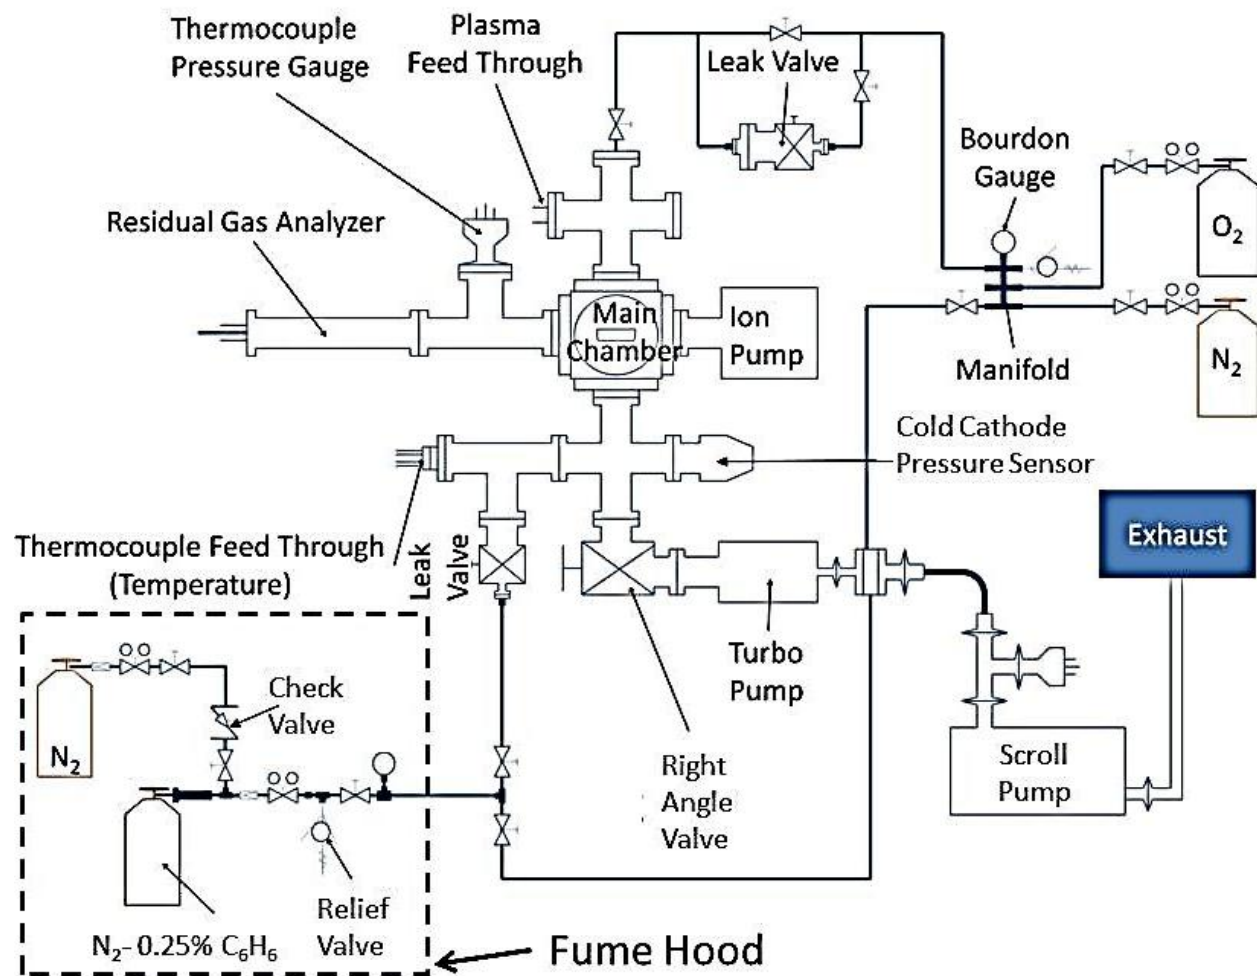 Thermocouple
Pressure Gauge
Plasma
Feed Through
Leak Valve
Bourdon
Gauge
O₂
Residual Gas Analyzer
Main
Chamber
Ion
Pump
Manifold
N₂
Cold Cathode
Pressure Sensor
Exhaust
Thermocouple Feed Through
(Temperature)
Leak
Valve
Turbo
Pump
Check
Valve
N₂
Right
Angle
Valve
Scroll
Pump
Relief
Valve
N₂- 0.25% C₆H₆
Fume Hood